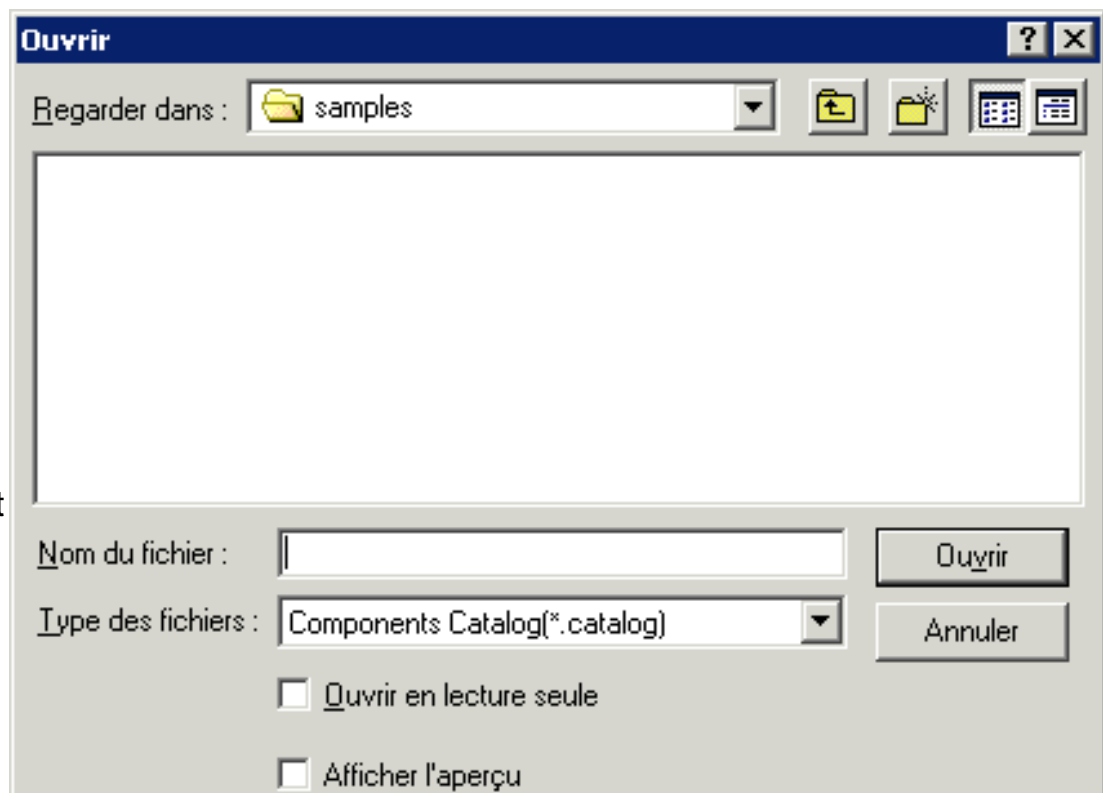 Ouvrir
Regarder dans : samples
t
Nom du fichier :
Ouvrir
Type des fichiers : Components Catalog(*.catalog)
Annuler
Ouvrir en lecture seule
Afficher l'aperçu